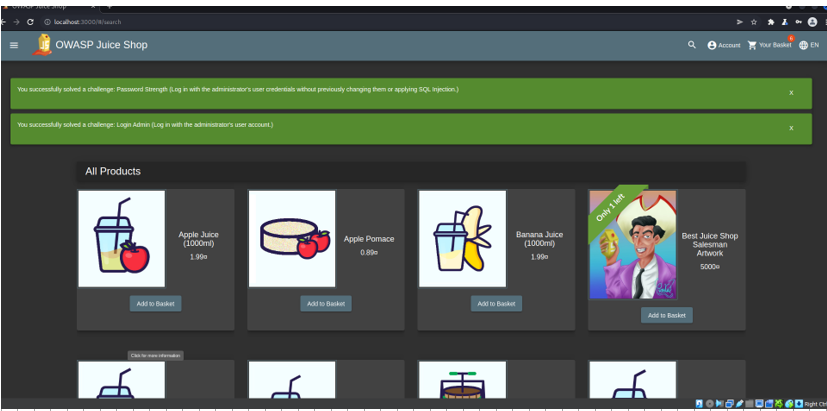 OWASP Juice Shop
localhost:3000/#/search
OWASP Juice Shop
Account
6
Your Basket
EN
You successfully solved a challenge: Password Strength (Log in with the administrator's user credentials without previously changing them or applying SQL Injection.)
X
You successfully solved a challenge: Login Admin (Log in with the administrator's user account.)
X
All Products
Apple Juice
(1000ml)
1.99¤
Add to Basket
Apple Pomace
0.89¤
Add to Basket
Banana Juice
(1000ml)
1.99¤
Add to Basket
Only 1 left
Best Juice Shop
Salesman
Artwork
5000¤
Add to Basket
Click for more information
Right Ctrl